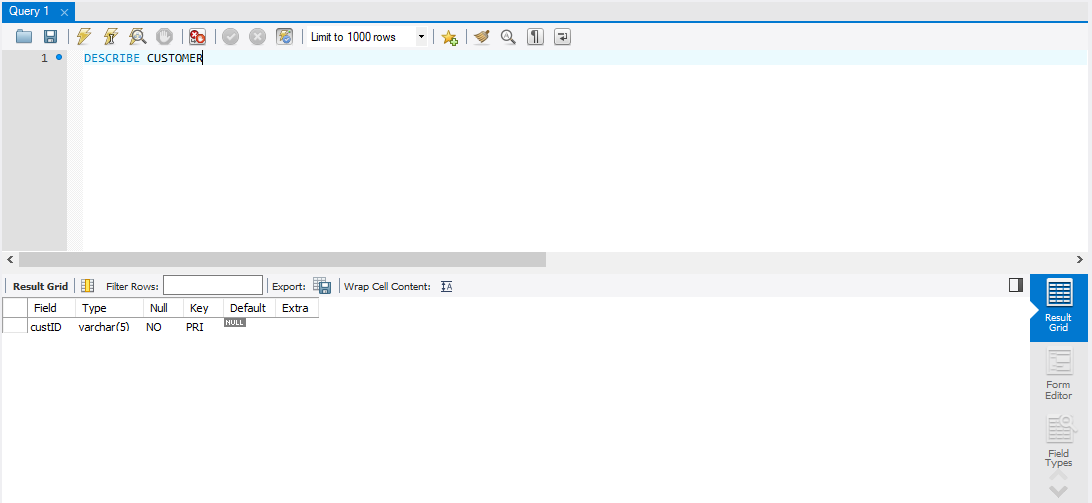 Query 1
Limit to 1000 rows
1 DESCRIBE CUSTOMER
Result Grid Filter Rows: Export: Wrap Cell Content: IA
Field Type Null Key Default Extra
custID varchar(5) NO PRI NULL
Result
Grid
Form
Editor
Field
Types